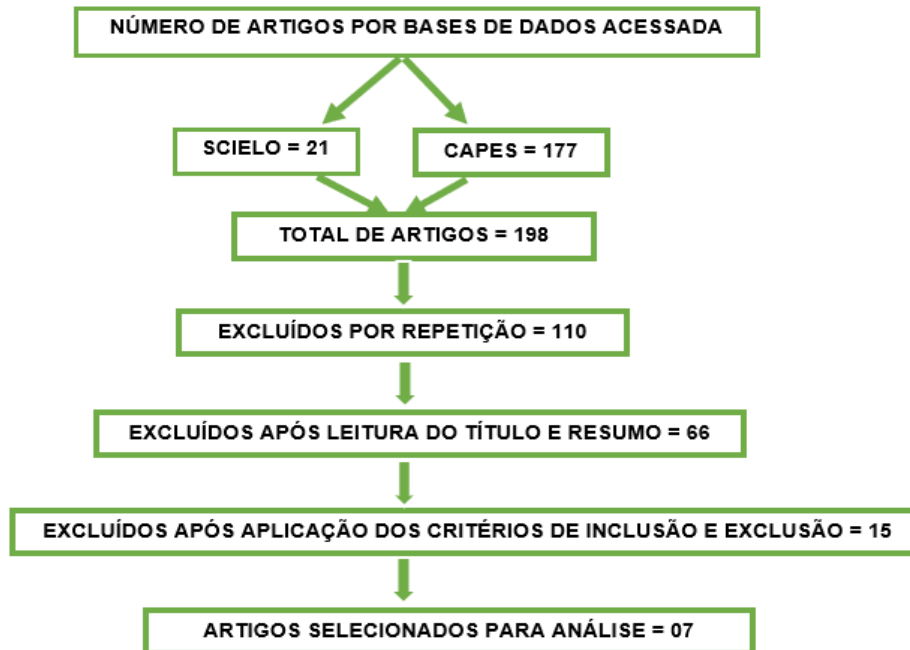 NÚMERO DE ARTIGOS POR BASES DE DADOS ACESSADA
SCIELO = 21
CAPES = 177
TOTAL DE ARTIGOS = 198
EXCLUÍDOS POR REPETIÇÃO = 110
EXCLUÍDOS APÓS LEITURA DO TÍTULO E RESUMO = 66
EXCLUÍDOS APÓS APLICAÇÃO DOS CRITÉRIOS DE INCLUSÃO E EXCLUSÃO = 15
ARTIGOS SELECIONADOS PARA ANÁLISE = 07